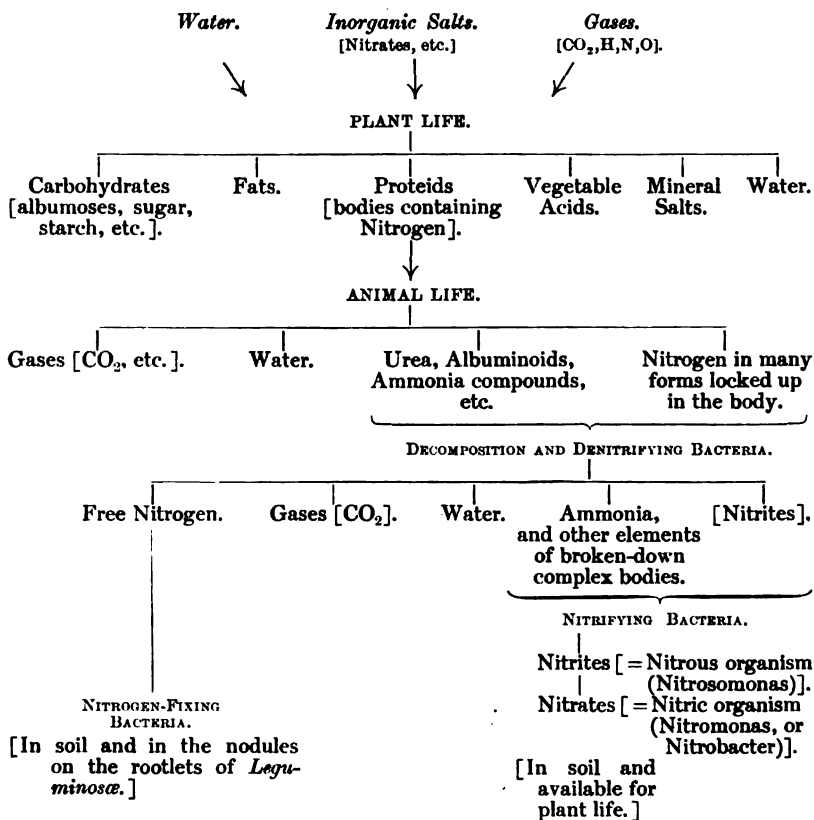 Water. Inorganic Salts. Gases.
[Nitrates, etc.] [CO₂,H,N,O].
PLANT LIFE.
Carbohydrates Fats. Proteids Vegetable Mineral Water.
[albumoses, sugar, [bodies containing Acids. Salts.
starch, etc.]. Nitrogen].
ANIMAL LIFE.
Gases [CO₂, etc.]. Water. Urea, Albuminoids, Nitrogen in many
Ammonia compounds, forms locked up
etc. in the body.
DECOMPOSITION AND DENITRIFYING BACTERIA.
Free Nitrogen. Gases [CO₂]. Water. Ammonia, [Nitrites].
and other elements
of broken-down
complex bodies.
NITRIFYING BACTERIA.
Nitrites [ = Nitrous organism
(Nitrosomonas)].
Nitrates [ = Nitric organism
(Nitromonas, or
Nitrobacter)].
[In soil and
available for
plant life.]
NITROGEN-FIXING
BACTERIA.
[In soil and in the nodules
on the rootlets of Legu-
minosæ.]